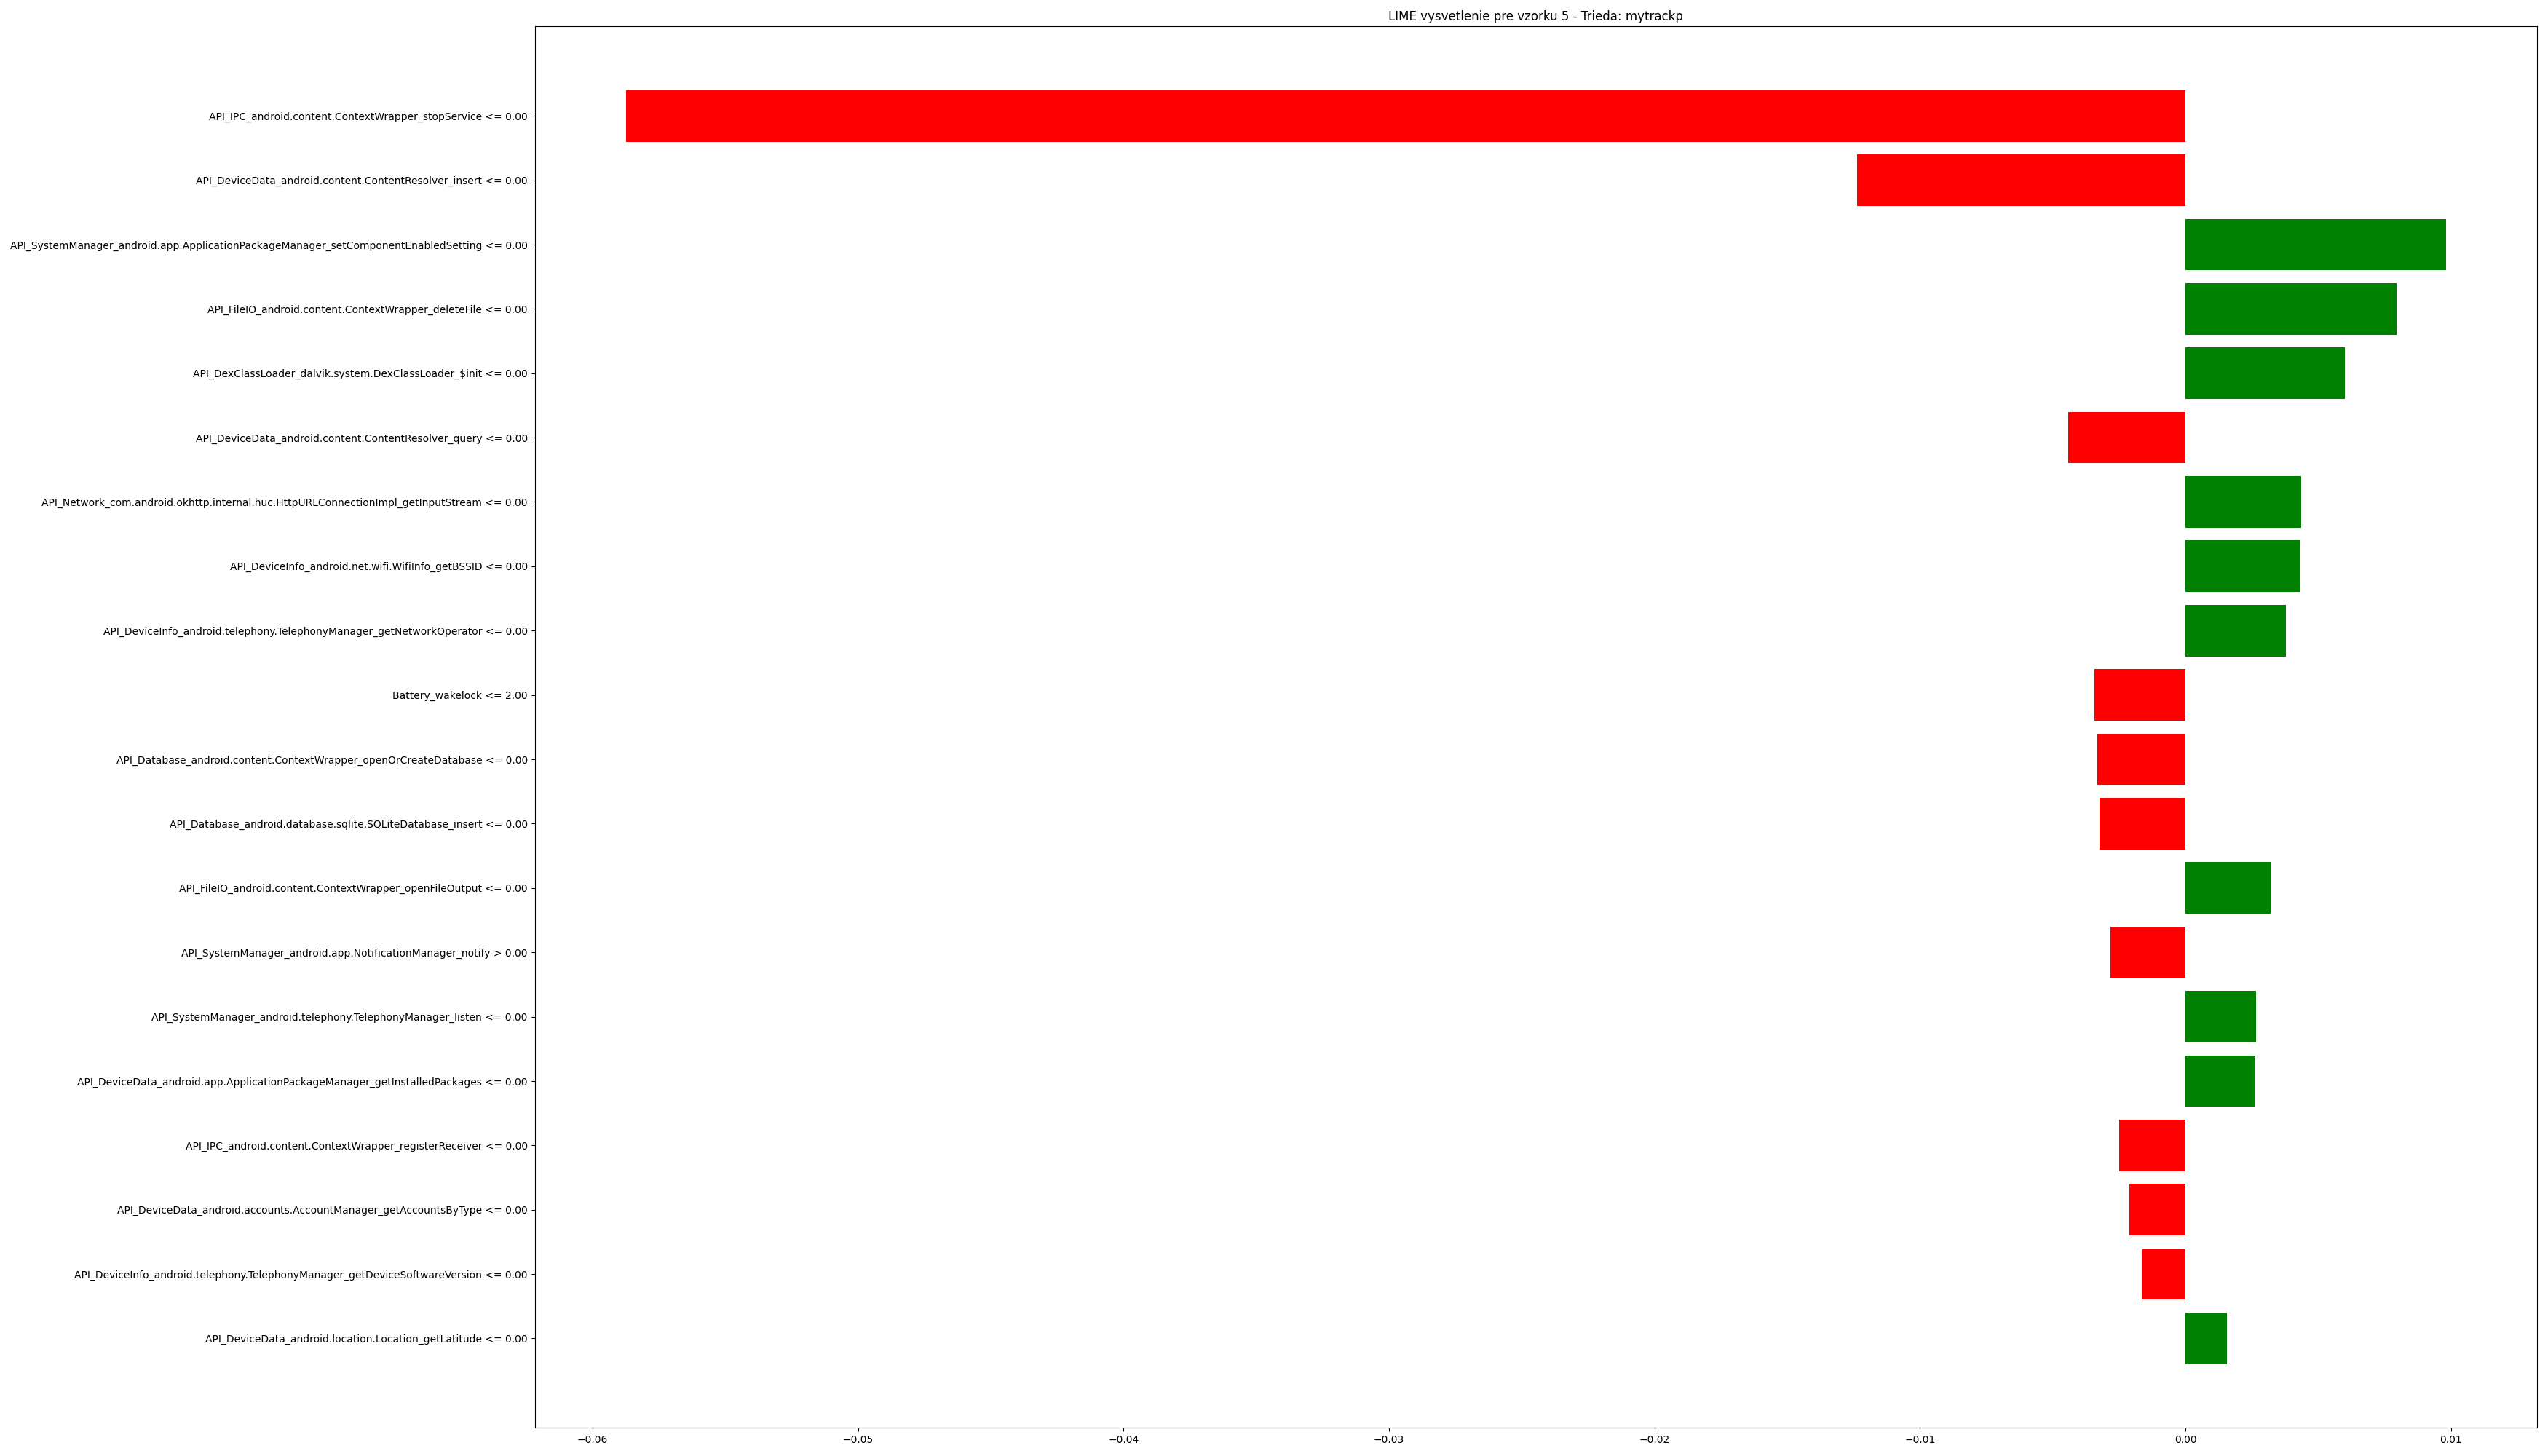 LIME vysvetlenie pre vzorku 5 - Trieda: mytrackp
API_IPC_android.content.ContextWrapper_stopService <= 0.00
API_DeviceData_android.content.ContentResolver_insert <= 0.00
API_SystemManager_android.app.ApplicationPackageManager_setComponentEnabledSetting <= 0.00
API_FileIO_android.content.ContextWrapper_deleteFile <= 0.00
API_DexClassLoader_dalvik.system.DexClassLoader_$init <= 0.00
API_DeviceData_android.content.ContentResolver_query <= 0.00
API_Network_com.android.okhttp.internal.huc.HttpURLConnectionImpl_getInputStream <= 0.00
API_DeviceInfo_android.net.wifi.WifiInfo_getBSSID <= 0.00
API_DeviceInfo_android.telephony.TelephonyManager_getNetworkOperator <= 0.00
Battery_wakelock <= 2.00
API_Database_android.content.ContextWrapper_openOrCreateDatabase <= 0.00
API_Database_android.database.sqlite.SQLiteDatabase_insert <= 0.00
API_FileIO_android.content.ContextWrapper_openFileOutput <= 0.00
API_SystemManager_android.app.NotificationManager_notify > 0.00
API_SystemManager_android.telephony.TelephonyManager_listen <= 0.00
API_DeviceData_android.app.ApplicationPackageManager_getInstalledPackages <= 0.00
API_IPC_android.content.ContextWrapper_registerReceiver <= 0.00
API_DeviceData_android.accounts.AccountManager_getAccountsByType <= 0.00
API_DeviceInfo_android.telephony.TelephonyManager_getDeviceSoftwareVersion <= 0.00
API_DeviceData_android.location.Location_getLatitude <= 0.00
−0.06 −0.05 −0.04 −0.03 −0.02 −0.01 0.00 0.01